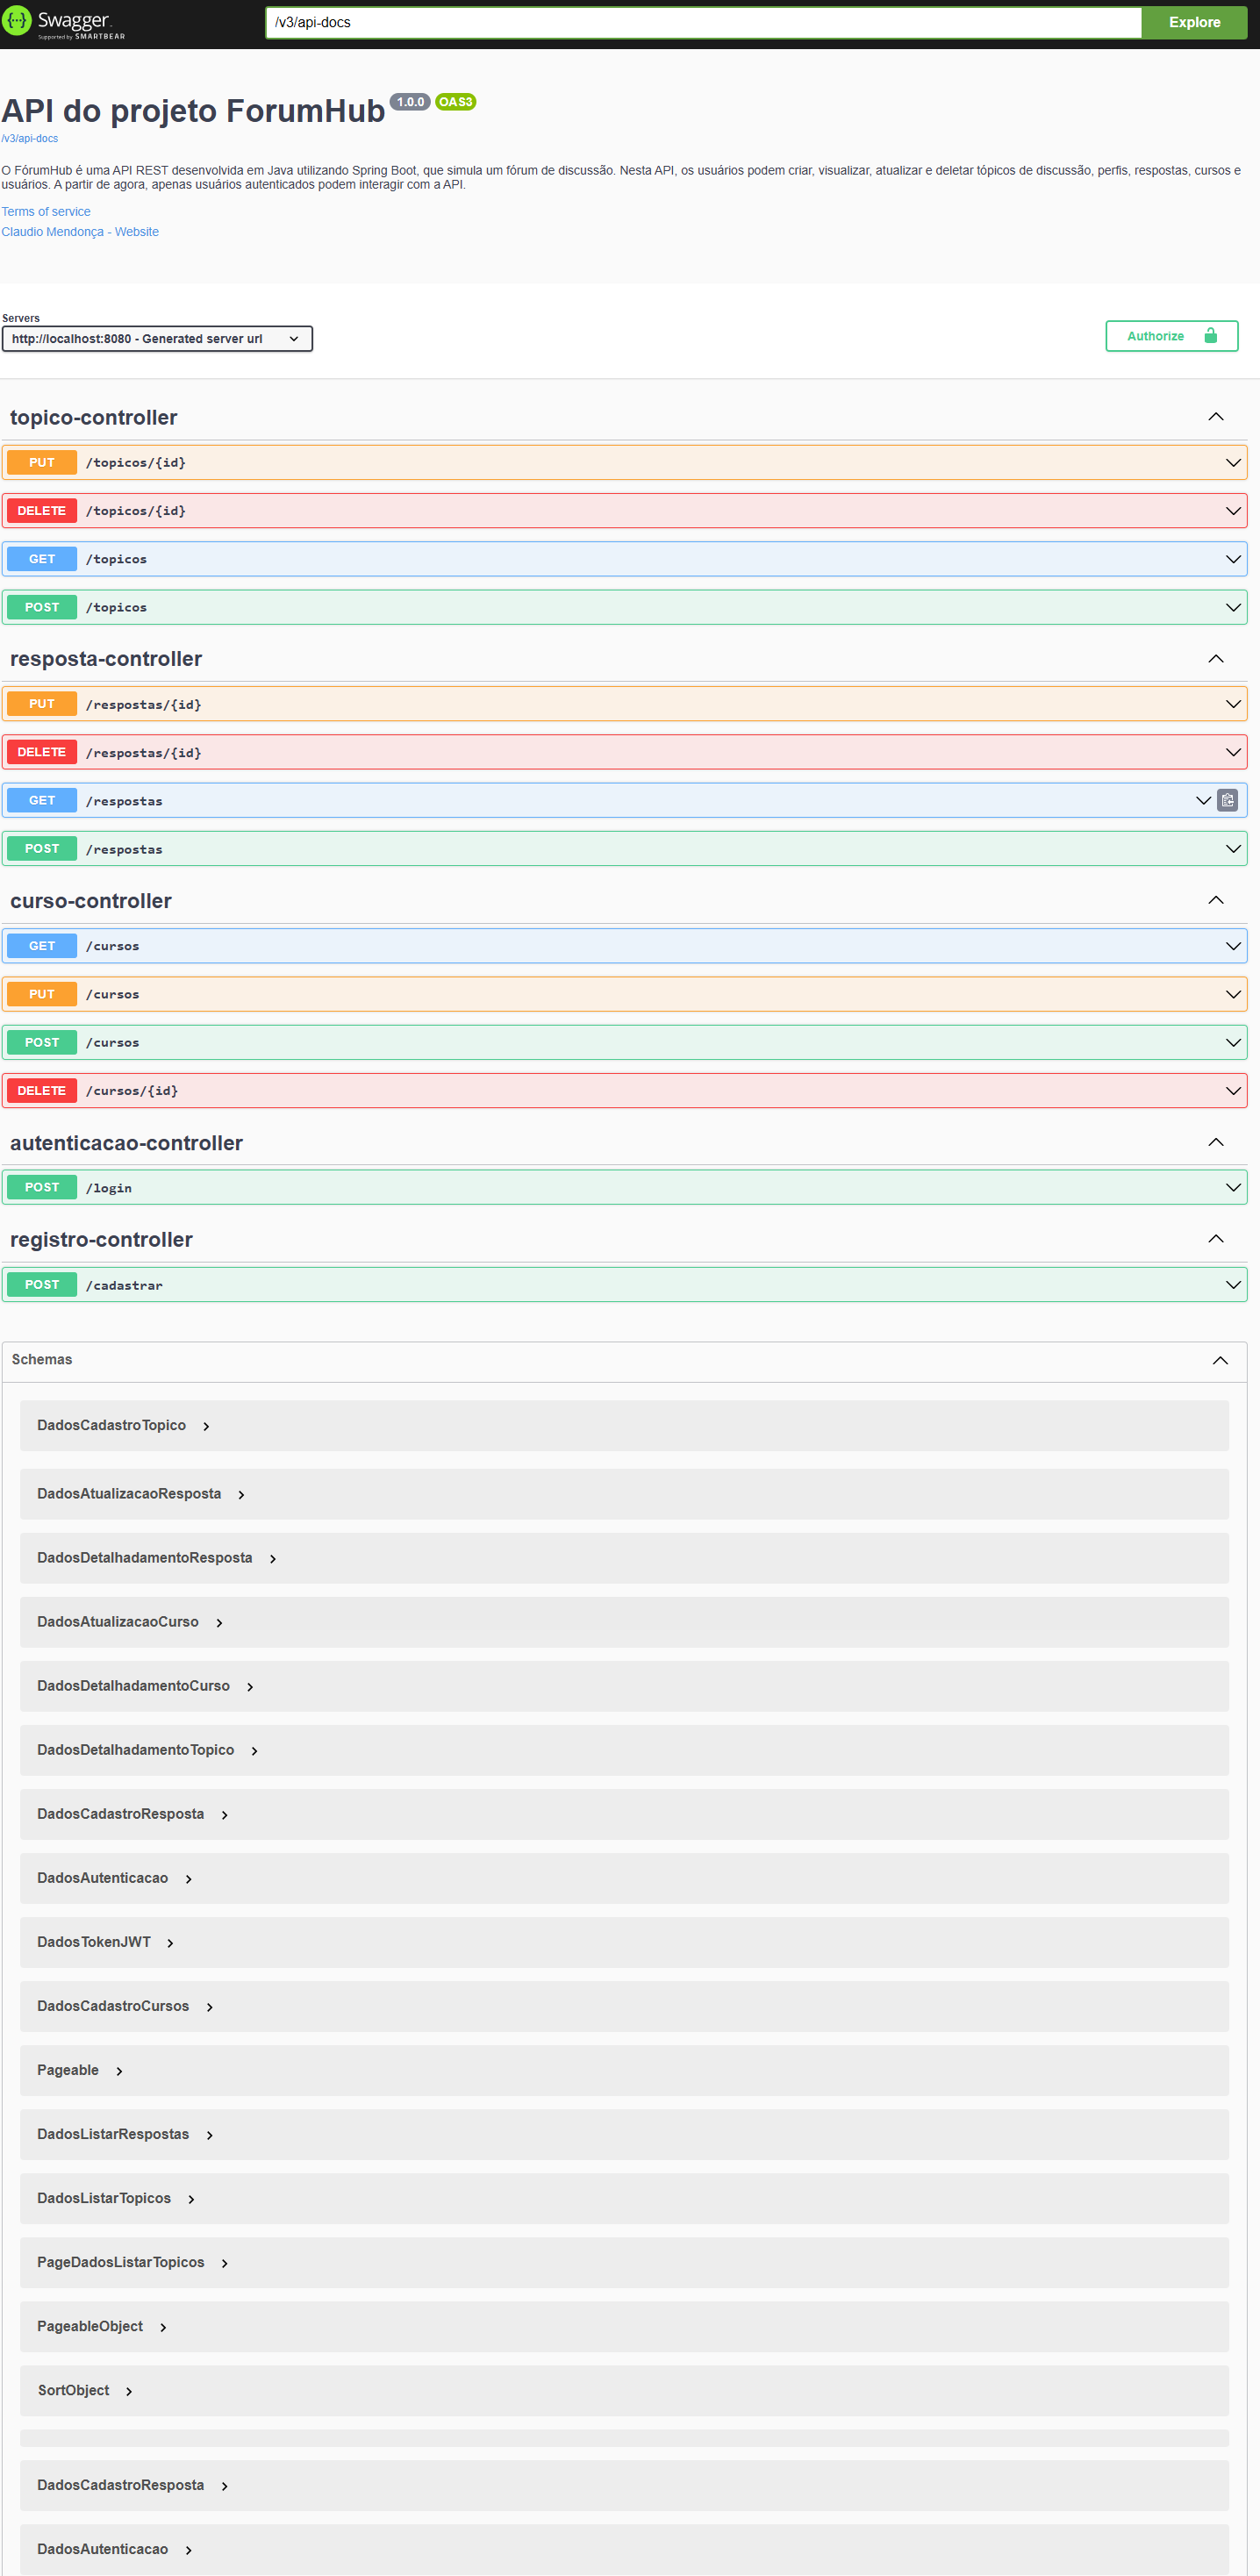 Swagger.
Supported by SMARTBEAR
/v3/api-docs
Explore
API do projeto ForumHub 1.0.0 OAS3
/v3/api-docs
O FórumHub é uma API REST desenvolvida em Java utilizando Spring Boot, que simula um fórum de discussão. Nesta API, os usuários podem criar, visualizar, atualizar e deletar tópicos de discussão, perfis, respostas, cursos e
usuários. A partir de agora, apenas usuários autenticados podem interagir com a API.
Terms of service
Claudio Mendonça - Website
Servers
http://localhost:8080 - Generated server url
Authorize
topico-controller
PUT /topicos/{id}
DELETE /topicos/{id}
GET /topicos
POST /topicos
resposta-controller
PUT /respostas/{id}
DELETE /respostas/{id}
GET /respostas
POST /respostas
curso-controller
GET /cursos
PUT /cursos
POST /cursos
DELETE /cursos/{id}
autenticacao-controller
POST /login
registro-controller
POST /cadastrar
Schemas
DadosCadastroTopico
DadosAtualizacaoResposta
DadosDetalhadamentoResposta
DadosAtualizacaoCurso
DadosDetalhadamentoCurso
DadosDetalhadamentoTopico
DadosCadastroResposta
DadosAutenticacao
DadosTokenJWT
DadosCadastroCursos
Pageable
DadosListarRespostas
DadosListarTopicos
PageDadosListarTopicos
PageableObject
SortObject
DadosCadastroResposta
DadosAutenticacao